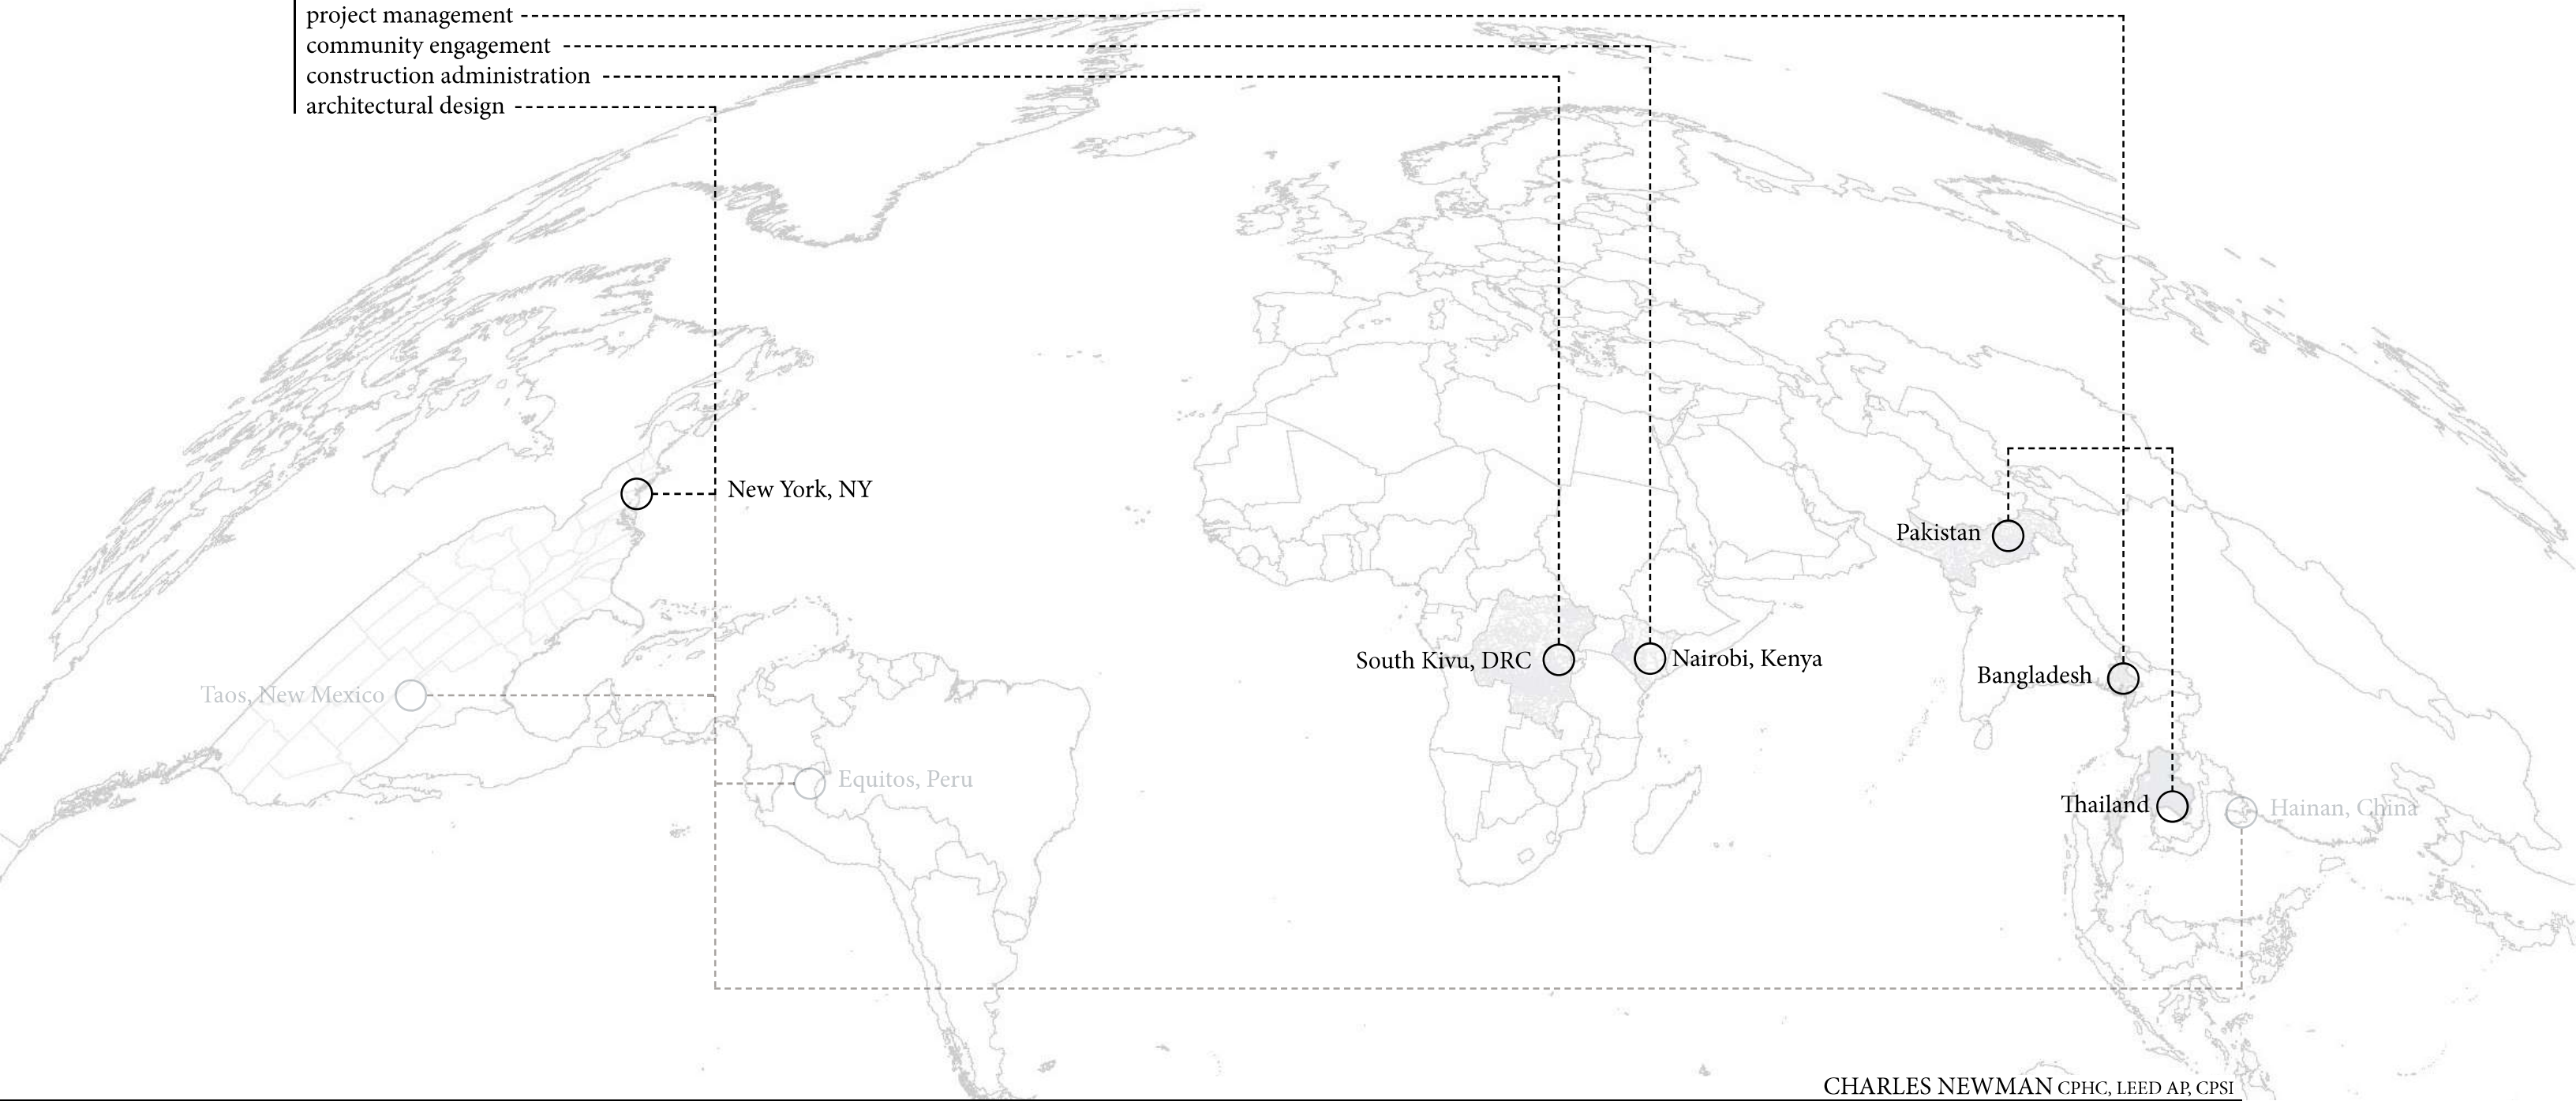 project management
community engagement
construction administration
architectural design
New York, NY
Pakistan
South Kivu, DRC
Nairobi, Kenya
Bangladesh
Taos, New Mexico
Equitos, Peru
Thailand
Hainan, China
CHARLES NEWMAN CPHC, LEED AP, CPSI